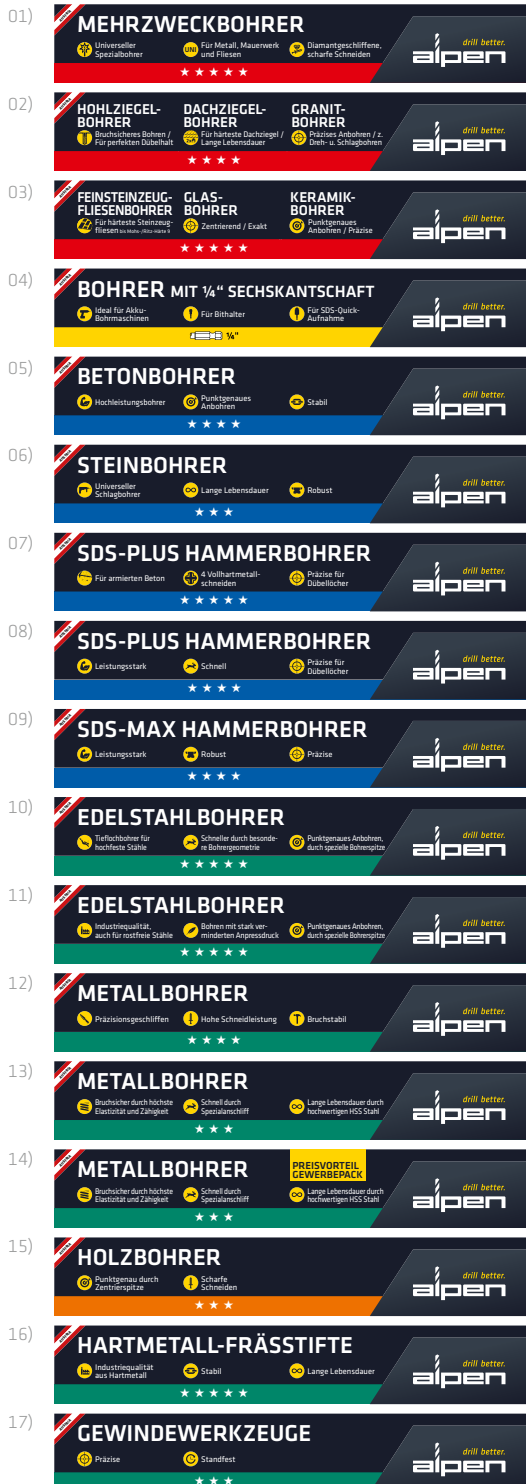 01)
MEHRZWECKBOHRER
Universeller
Spezialbohrer
UNI
Für Metall, Mauerwerk
und Fliesen
Diamantgeschliffene,
scharfe Schneiden
drill better.
alpen
02)
HOHLZIEGEL-
BOHRER
Bruchsicheres Bohren /
Für perfekten Dübelhalt
DACHZIEGEL-
BOHRER
Für härteste Dachziegel /
Lange Lebensdauer
GRANIT-
BOHRER
Präzises Anbohren / z.
Dreh- u. Schlagbohren
drill better.
alpen
03)
FEINSTEINZEUG-
FLIESENBOHRER
Für härteste Steinzeug-
fliesen bis Mohs-/Ritz-Härte 9
GLAS-
BOHRER
Zentrierend / Exakt
KERAMIK-
BOHRER
Punktgenaues
Anbohren / Präzise
drill better.
alpen
04)
BOHRER MIT ¼“ SECHSKANTSCHAFT
Ideal für Akku-
Bohrmaschinen
Für Bithalter
Für SDS-Quick-
Aufnahme
¼"
drill better.
alpen
05)
BETONBOHRER
Hochleistungsbohrer
Punktgenaues
Anbohren
Stabil
drill better.
alpen
06)
STEINBOHRER
Universeller
Schlagbohrer
Lange Lebensdauer
Robust
drill better.
alpen
07)
SDS-PLUS HAMMERBOHRER
Für armierten Beton
4 Vollhartmetall-
schneiden
Präzise für
Dübellöcher
drill better.
alpen
08)
SDS-PLUS HAMMERBOHRER
Leistungsstark
Schnell
Präzise für
Dübellöcher
drill better.
alpen
09)
SDS-MAX HAMMERBOHRER
Leistungsstark
Robust
Präzise
drill better.
alpen
10)
EDELSTAHLBOHRER
Tieflochbohrer für
hochfeste Stähle
Schneller durch besonde-
re Bohrergeometrie
Punktgenaues Anbohren,
durch spezielle Bohrerspitze
drill better.
alpen
11)
EDELSTAHLBOHRER
Industriequalität,
auch für rostfreie Stähle
Bohren mit stark ver-
minderten Anpressdruck
Punktgenaues Anbohren,
durch spezielle Bohrerspitze
drill better.
alpen
12)
METALLBOHRER
Präzisionsgeschliffen
Hohe Schneidleistung
Bruchstabil
drill better.
alpen
13)
METALLBOHRER
Bruchsicher durch höchste
Elastizität und Zähigkeit
Schnell durch
Spezialanschliff
Lange Lebensdauer durch
hochwertigen HSS Stahl
drill better.
alpen
14)
METALLBOHRER
PREISVORTEIL
GEWERBEPACK
Bruchsicher durch höchste
Elastizität und Zähigkeit
Schnell durch
Spezialanschliff
Lange Lebensdauer durch
hochwertigen HSS Stahl
drill better.
alpen
15)
HOLZBOHRER
Punktgenau durch
Zentrierspitze
Scharfe
Schneiden
drill better.
alpen
16)
HARTMETALL-FRÄSSTIFTE
Industriequalität
aus Hartmetall
Stabil
Lange Lebensdauer
drill better.
alpen
17)
GEWINDEWERKZEUGE
Präzise
Standfest
drill better.
alpen